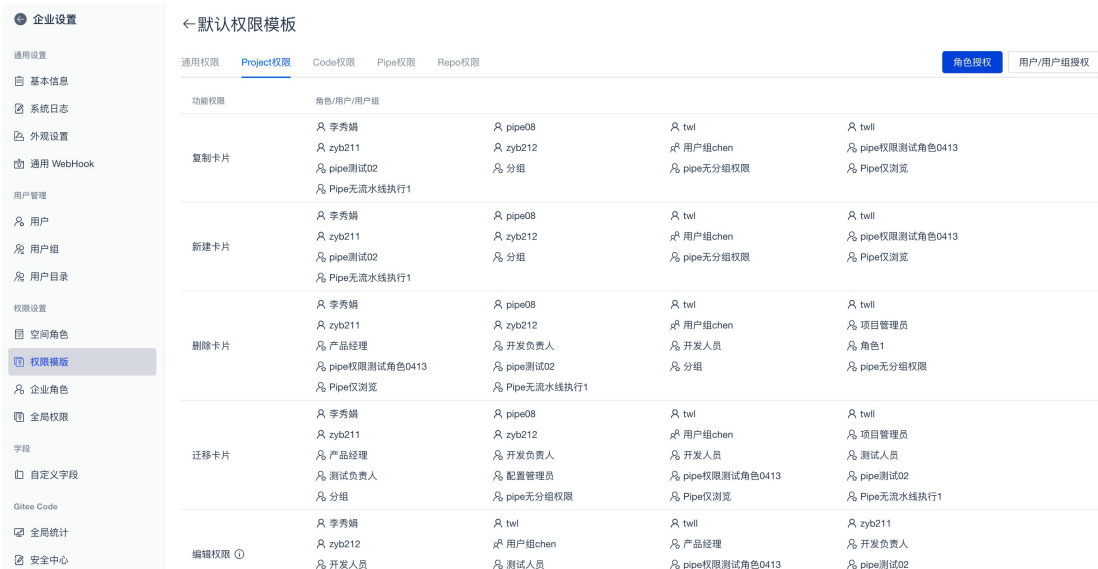 企业设置
通用设置
基本信息
系统日志
外观设置
通用 WebHook
用户管理
用户
用户组
用户目录
权限设置
空间角色
权限模版
企业角色
全局权限
字段
自定义字段
Gitee Code
全局统计
安全中心
←默认权限模板
通用权限 Project权限 Code权限 Pipe权限 Repo权限 角色授权 用户/用户组授权
功能权限 角色/用户/用户组
复制卡片
李秀娟 pipe08 twl twll
zyb211 zyb212 用户组chen pipe权限测试角色0413
pipe测试02 分组 pipe无分组权限 Pipe仅浏览
Pipe无流水线执行1
新建卡片
李秀娟 pipe08 twl twll
zyb211 zyb212 用户组chen pipe权限测试角色0413
pipe测试02 分组 pipe无分组权限 Pipe仅浏览
Pipe无流水线执行1
删除卡片
李秀娟 pipe08 twl twll
zyb211 zyb212 用户组chen 项目管理员
产品经理 开发负责人 开发人员 角色1
pipe权限测试角色0413 pipe测试02 分组 pipe无分组权限
Pipe仅浏览 Pipe无流水线执行1
迁移卡片
李秀娟 pipe08 twl twll
zyb211 zyb212 用户组chen 项目管理员
产品经理 开发负责人 开发人员 测试人员
测试负责人 配置管理员 pipe权限测试角色0413 pipe测试02
分组 pipe无分组权限 Pipe仅浏览 Pipe无流水线执行1
编辑权限
李秀娟 twl twll zyb211
zyb212 用户组chen 产品经理 开发负责人
开发人员 测试人员 pipe权限测试角色0413 pipe测试02